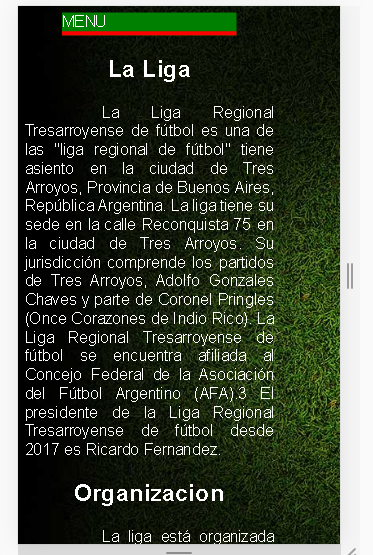 MENU
La Liga
La Liga Regional
Tresarroyense de fútbol es una de
las "liga regional de fútbol" tiene
asiento en la ciudad de Tres
Arroyos, Provincia de Buenos Aires,
República Argentina. La liga tiene su
sede en la calle Reconquista 75 en
la ciudad de Tres Arroyos. Su
jurisdicción comprende los partidos
de Tres Arroyos, Adolfo Gonzales
Chaves y parte de Coronel Pringles
(Once Corazones de Indio Rico). La
Liga Regional Tresarroyense de
fútbol se encuentra afiliada al
Concejo Federal de la Asociación
del Fútbol Argentino (AFA).3 El
presidente de la Liga Regional
Tresarroyense de fútbol desde
2017 es Ricardo Fernandez.
Organizacion
La liga está organizada